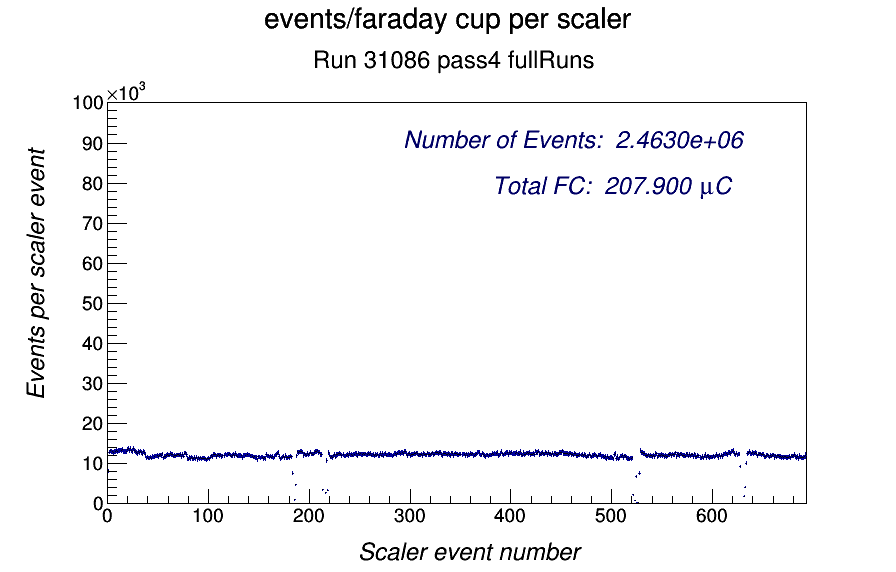 events/faraday cup per scaler
Run 31086 pass4 fullRuns
×10³
Number of Events: 2.4630e+06
Total FC: 207.900 μC
Events per scaler event
100
90
80
70
60
50
40
30
20
10
0
0 100 200 300 400 500 600
Scaler event number